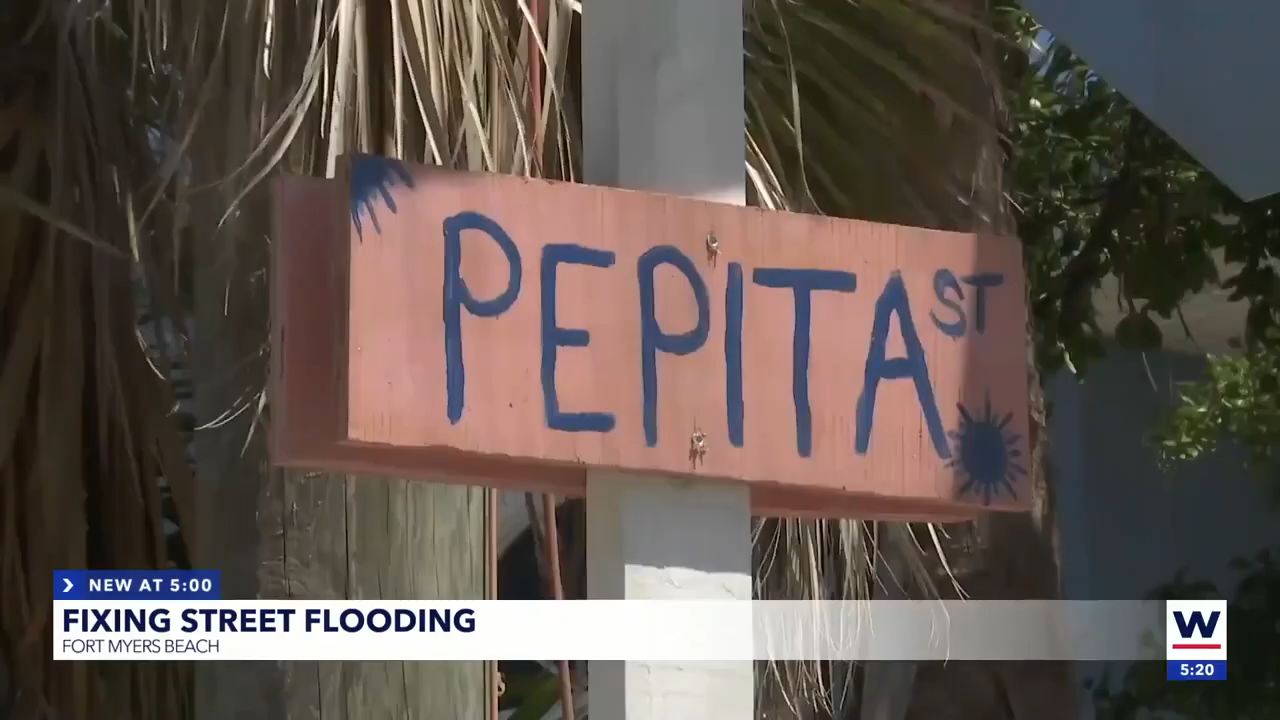 PEPITA ST
NEW AT 5:00
FIXING STREET FLOODING
FORT MYERS BEACH
W
5:20